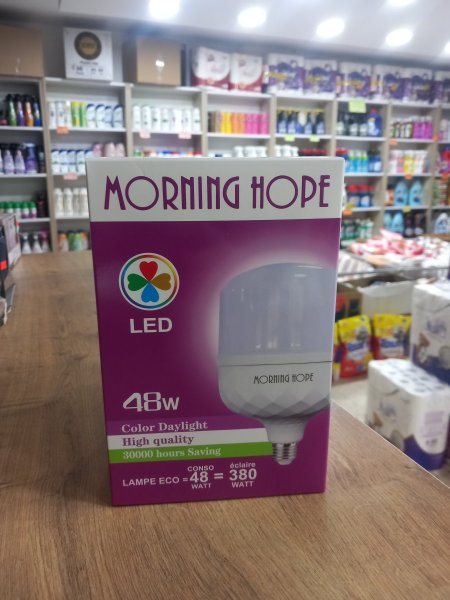 MORNING HOPE
LED
MORNING HOPE
48W
Color Daylight
High quality
30000 hours Saving
LAMPE ECO = CONSO 48 WATT = éclaire 380 WATT